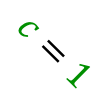 c = 1